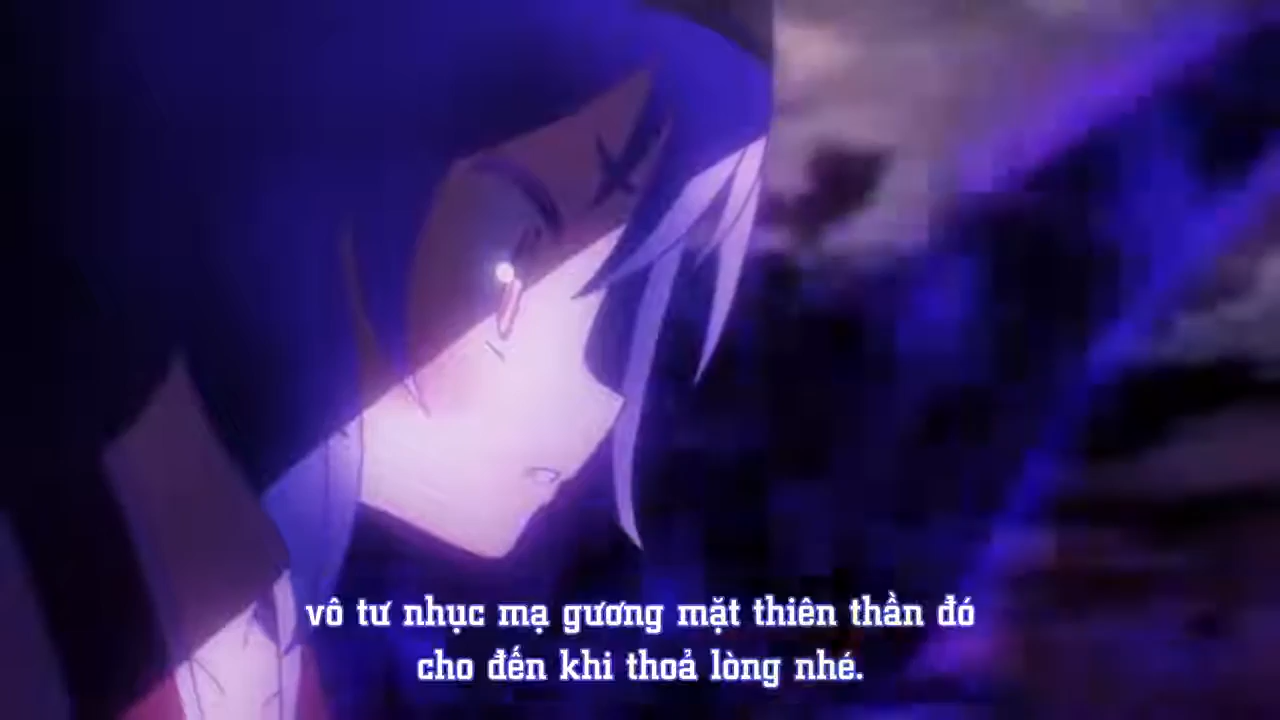 vô tư nhục mạ gương mặt thiên thần đó
cho đến khi thoả lòng nhé.